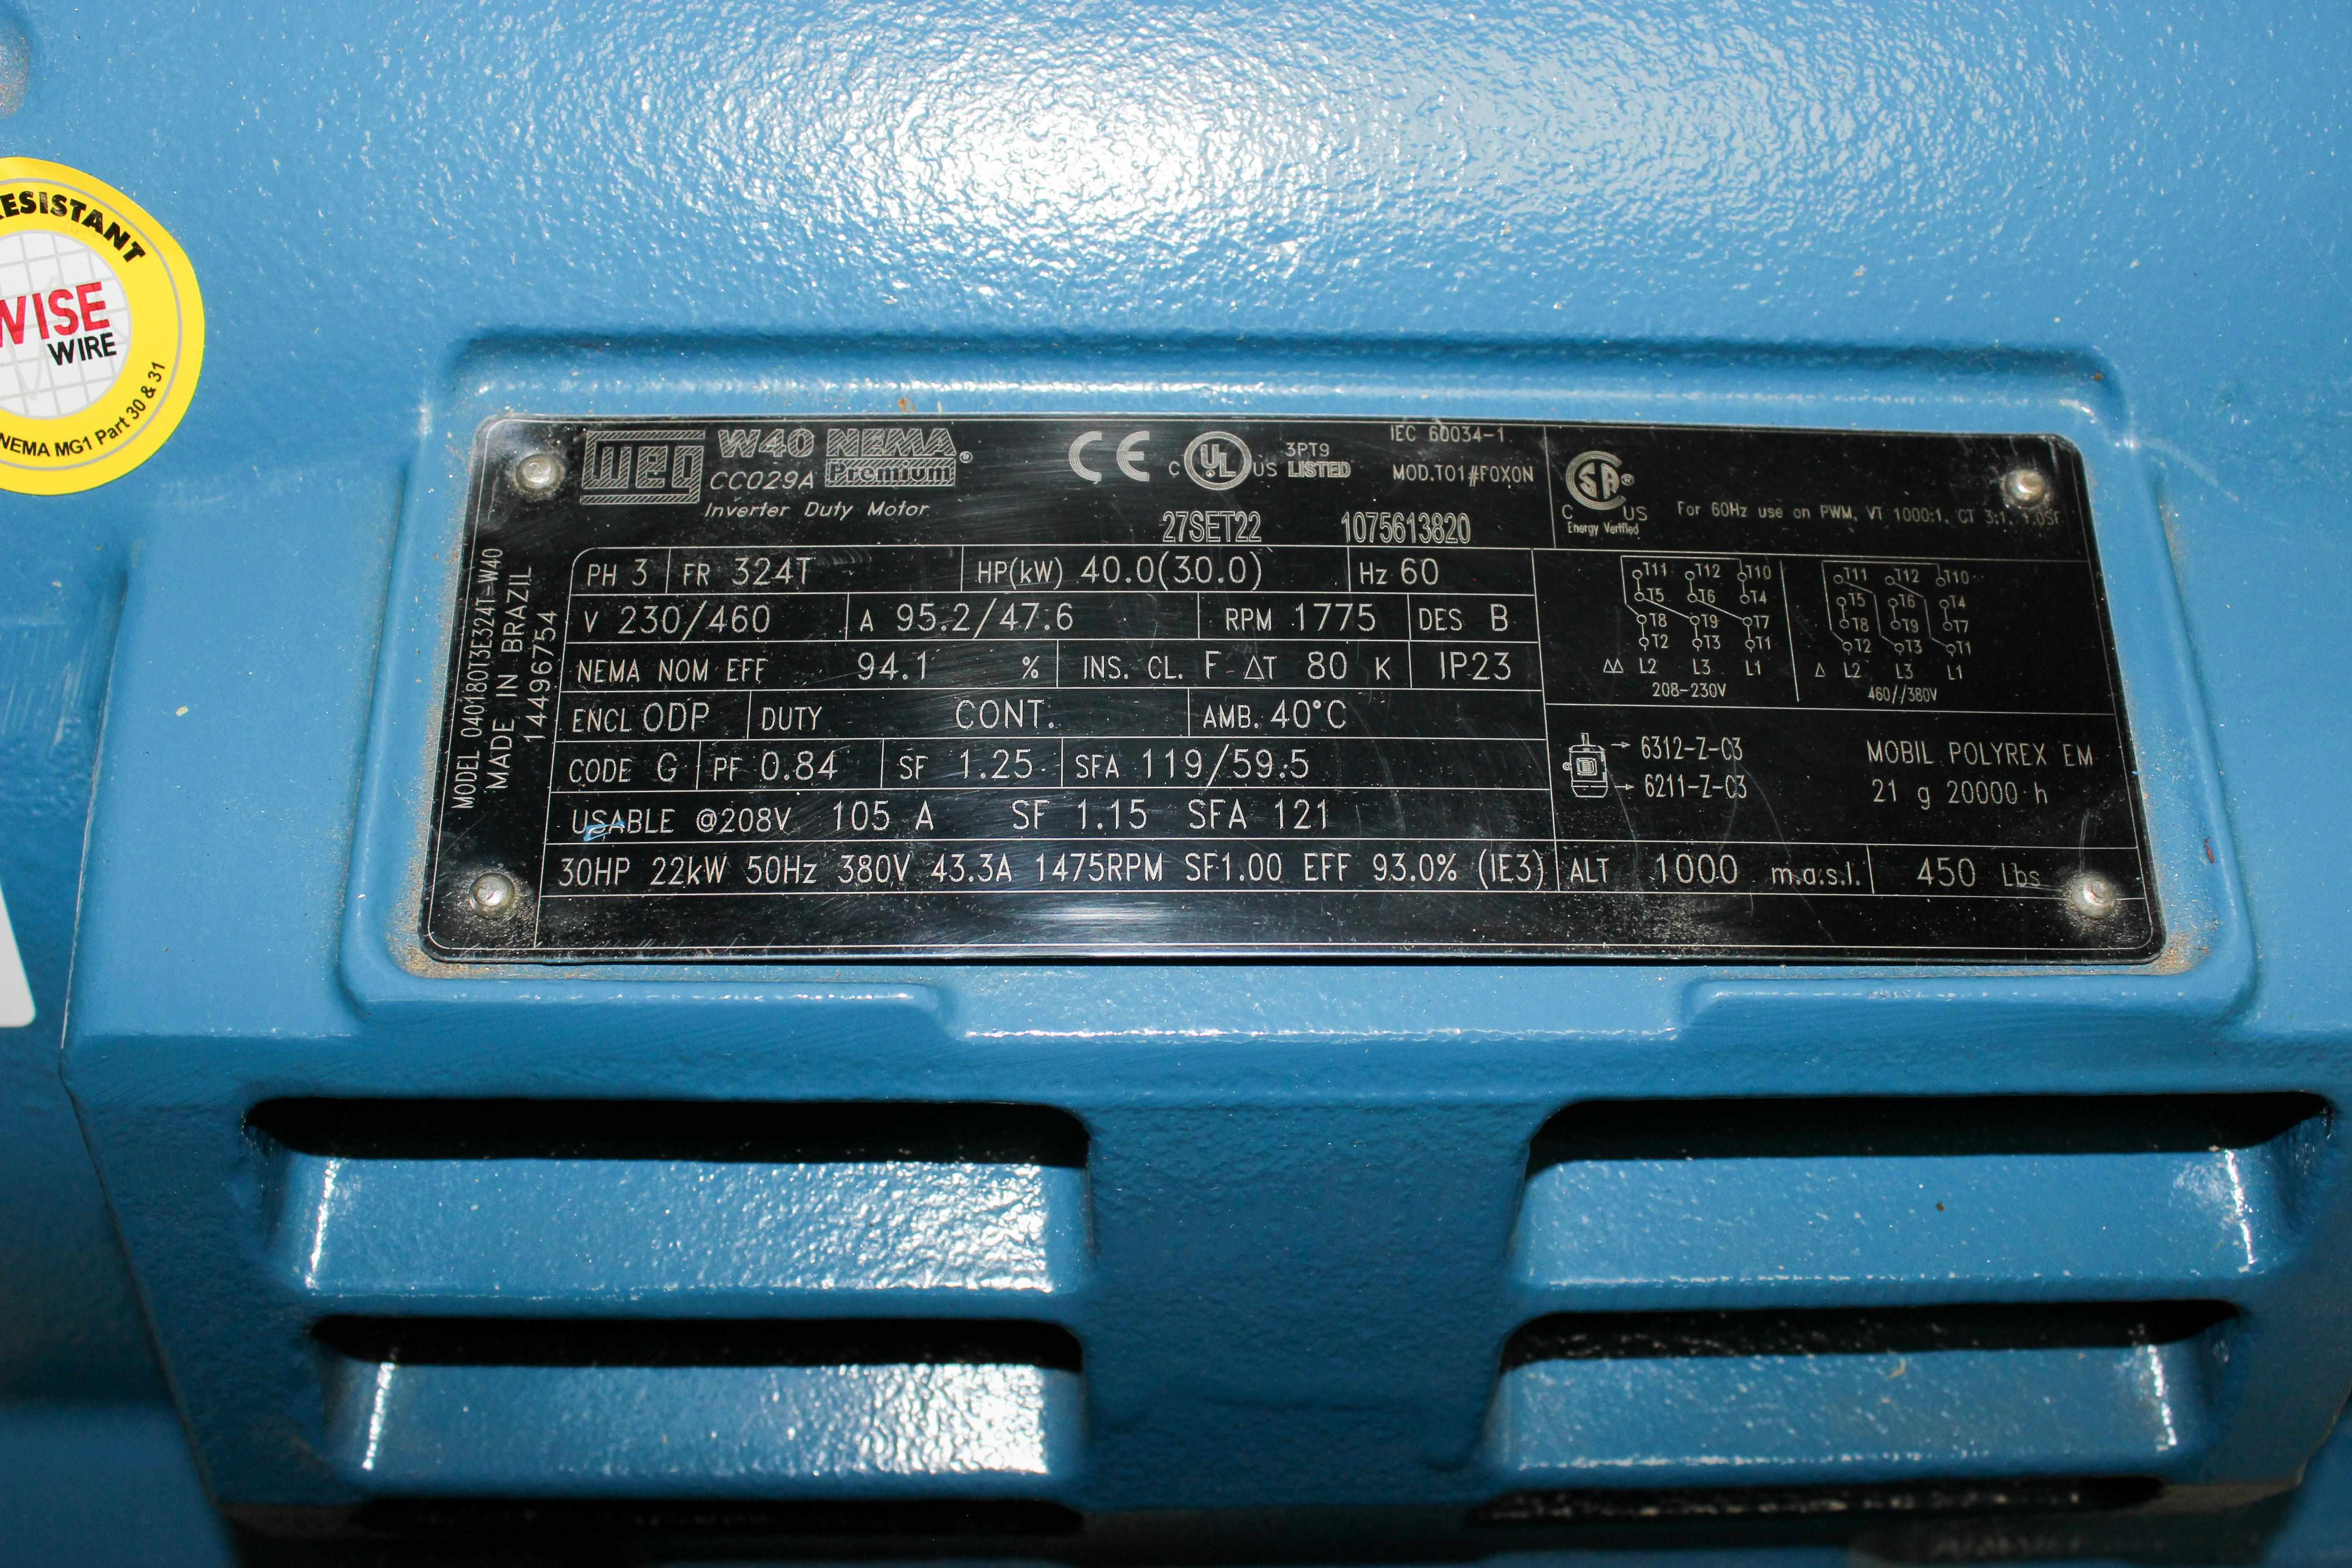 RESISTANT
WISE
WIRE
NEMA MG1 Part 30 & 31
WEG W40 NEMA Premium®
CC029A
Inverter Duty Motor
CE
C UL US 3PT9 LISTED
IEC 60034-1
MOD.TO1#FOXON
27SET22 1075613820
CSA® C US
Energy Verified
For 60Hz use on PWM, VT 1000:1, CT 3:1, 1.0SF
MODEL 04018OT3E324T-W40
MADE IN BRAZIL
14496754
PH 3 FR 324T HP(kW) 40.0(30.0) Hz 60
V 230/460 A 95.2/47.6 RPM 1775 DES B
NEMA NOM EFF 94.1 % INS. CL. F ΔT 80 K IP23
ENCL ODP DUTY CONT. AMB. 40°C
CODE G PF 0.84 SF 1.25 SFA 119/59.5
USABLE @208V 105 A SF 1.15 SFA 121
30HP 22kW 50Hz 380V 43.3A 1475RPM SF1.00 EFF 93.0% (IE3)
T11 T12 T10
T5 T6 T4
T8 T9 T7
T2 T3 T1
ΔΔ L2 L3 L1
208-230V
T11 T12 T10
T5 T6 T4
T8 T9 T7
T2 T3 T1
Δ L2 L3 L1
460//380V
6312-Z-C3
6211-Z-C3
MOBIL POLYREX EM
21 g 20000 h
ALT 1000 m.a.s.l. 450 Lbs